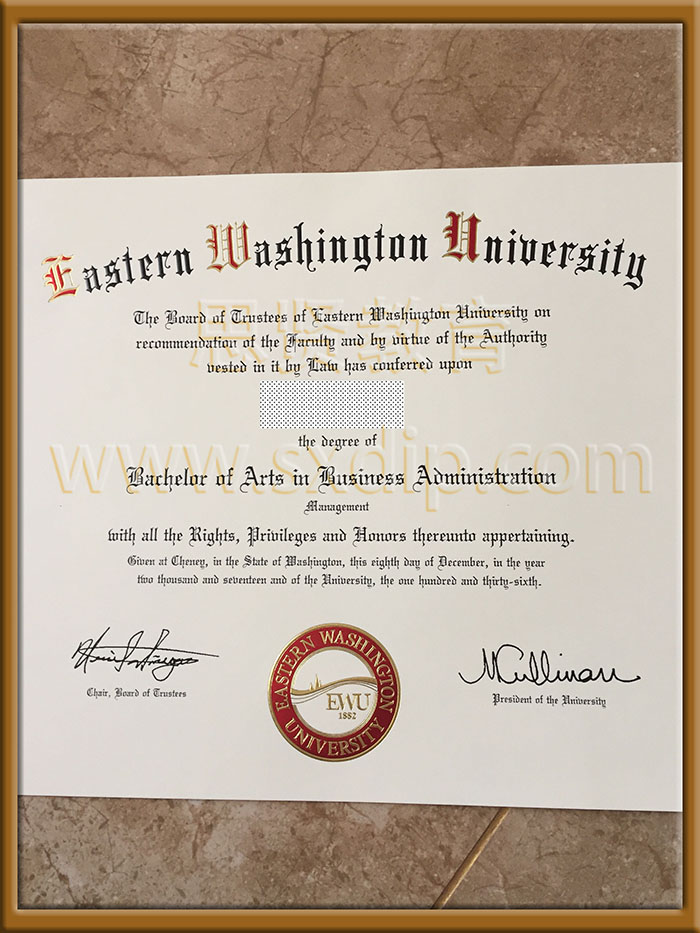 Eastern Washington University
The Board of Trustees of Eastern Washington University on
recommendation of the Faculty and by virtue of the Authority
vested in it by Law has conferred upon
思贤教育
the degree of
www.sxdip.com
Bachelor of Arts in Business Administration
Management
with all the Rights, Privileges and Honors thereunto appertaining.
Given at Cheney, in the State of Washington, this eighth day of December, in the year
two thousand and seventeen and of the University, the one hundred and thirty-sixth.
EASTERN WASHINGTON
EWU
1882
UNIVERSITY
Chair, Board of Trustees
MCullinan
President of the University